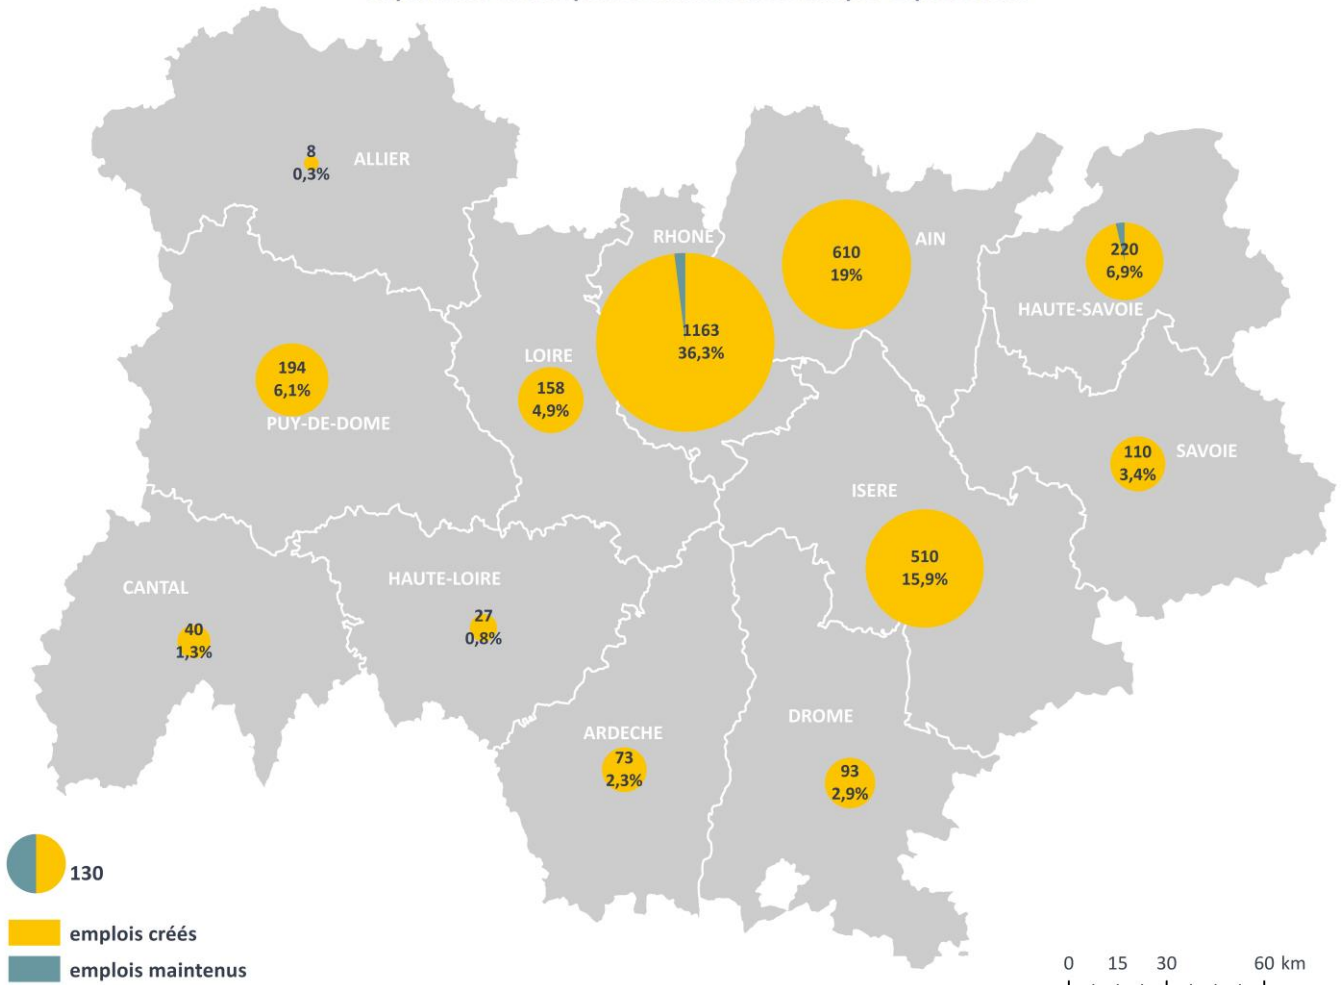 8
0,3%
ALLIER
RHONE
1163
36,3%
610
19%
AIN
220
6,9%
HAUTE-SAVOIE
194
6,1%
PUY-DE-DOME
LOIRE
158
4,9%
110
3,4%
SAVOIE
ISERE
510
15,9%
CANTAL
40
1,3%
HAUTE-LOIRE
27
0,8%
ARDECHE
73
2,3%
DROME
93
2,9%
130
emplois créés
emplois maintenus
0 15 30 60 km